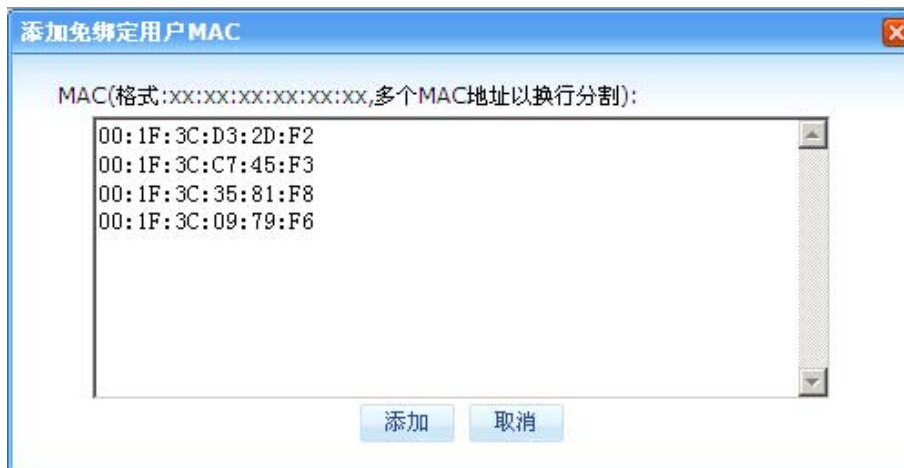 添加免绑定用户MAC
MAC(格式:xx:xx:xx:xx:xx:xx,多个MAC地址以换行分割):
00:1F:3C:D3:2D:F2
00:1F:3C:C7:45:F3
00:1F:3C:35:81:F8
00:1F:3C:09:79:F6
添加 取消